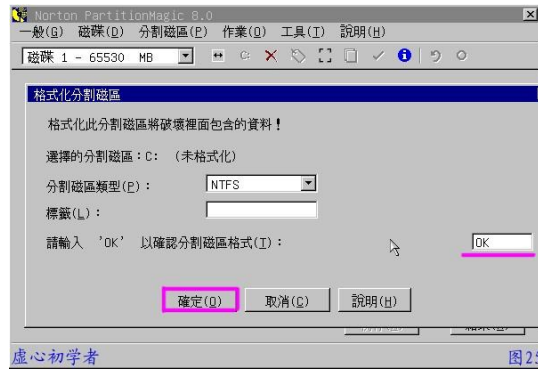 Norton PartitionMagic 8.0
一般(G) 磁碟(D) 分割磁區(P) 作業(O) 工具(T) 說明(H)
磁碟 1 - 65530 MB
格式化分割磁區
格式化此分割磁區將破壞裡面包含的資料！
選擇的分割磁區：C: (未格式化)
分割磁區類型(P)： NTFS
標籤(L)：
請輸入 'OK' 以確認分割磁區格式(T)： OK
確定(O) 取消(C) 說明(H)
虛心初学者 图25